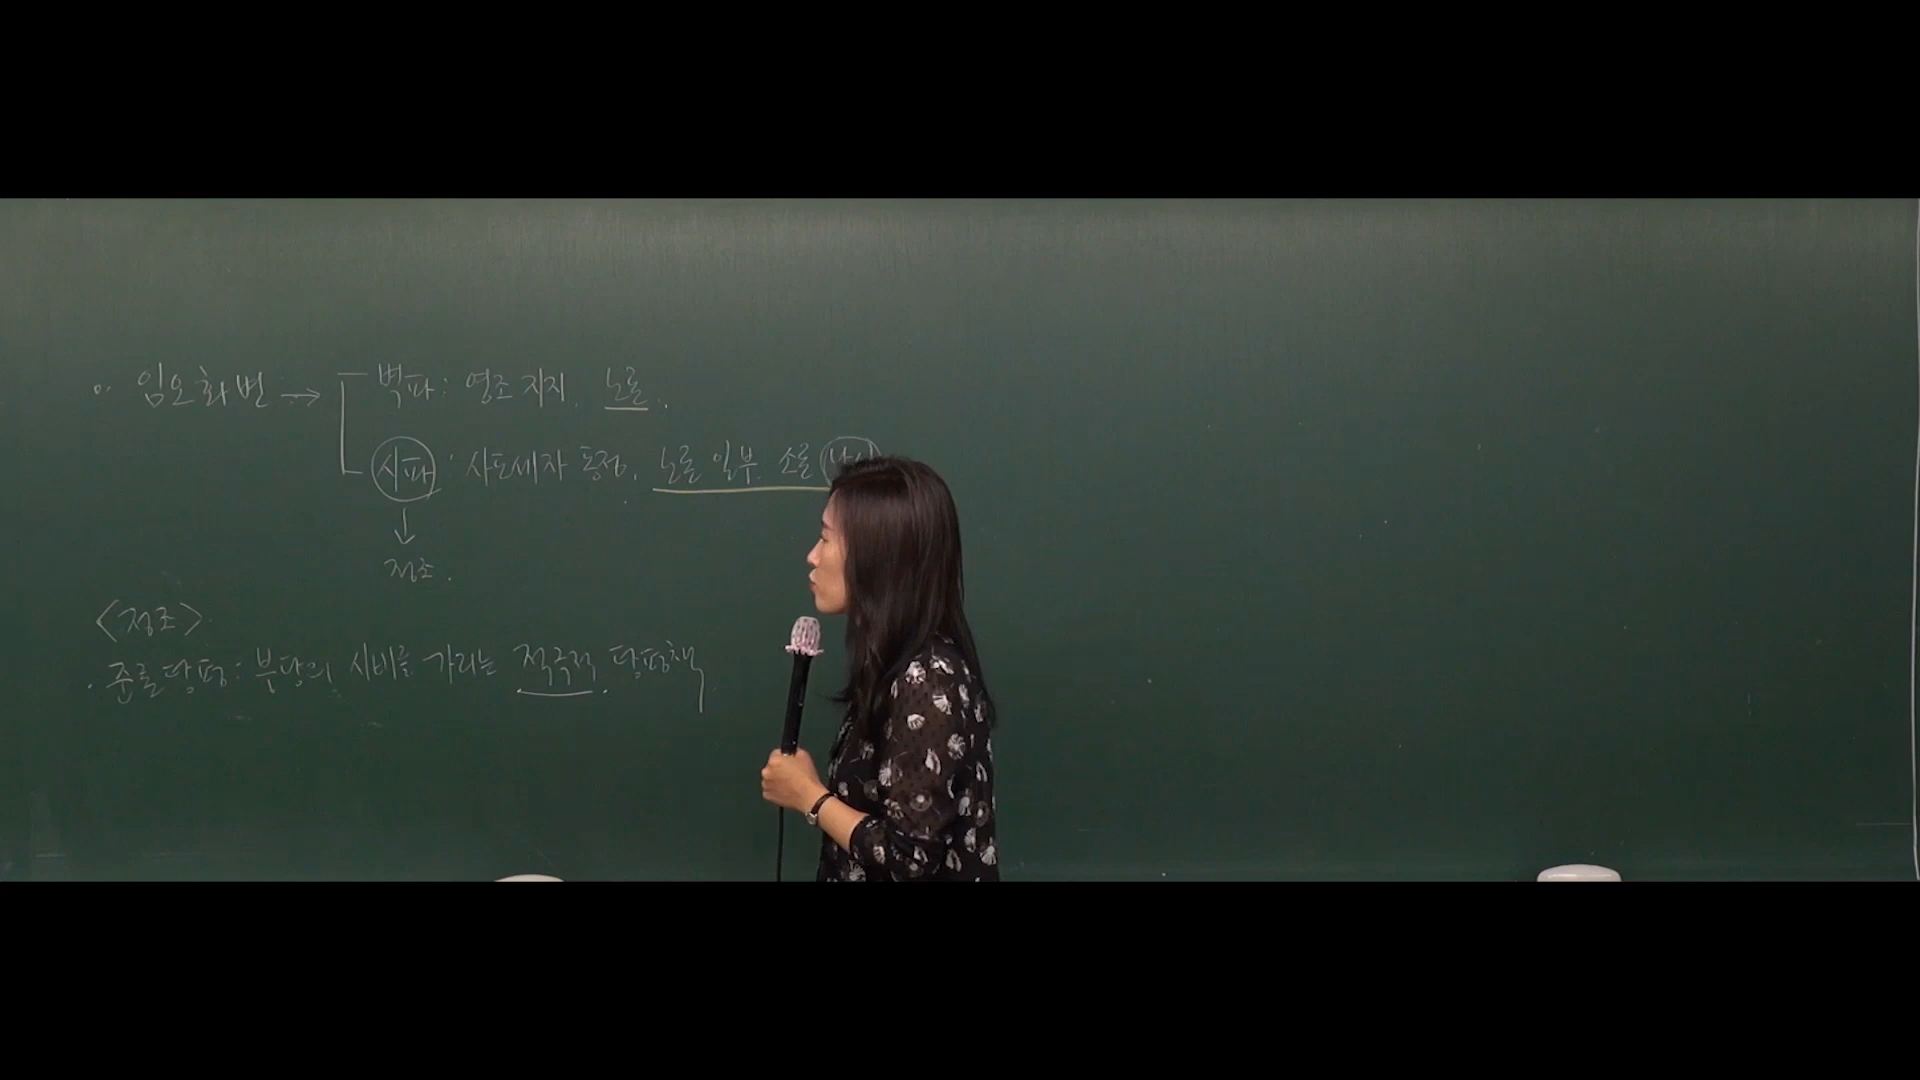 임오화변 → 벽파 : 영조 지지. 노론.
시파 : 사도세자 동정. 노론 일부. 소론
↓
정조.
<정조>
· 준론탕평 : 붕당의 시비를 가리는 적극적 탕평책.